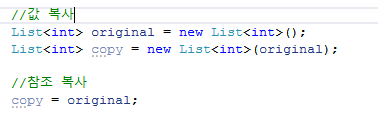 //값 복사
List<int> original = new List<int>();
List<int> copy = new List<int>(original);
//참조 복사
copy = original;